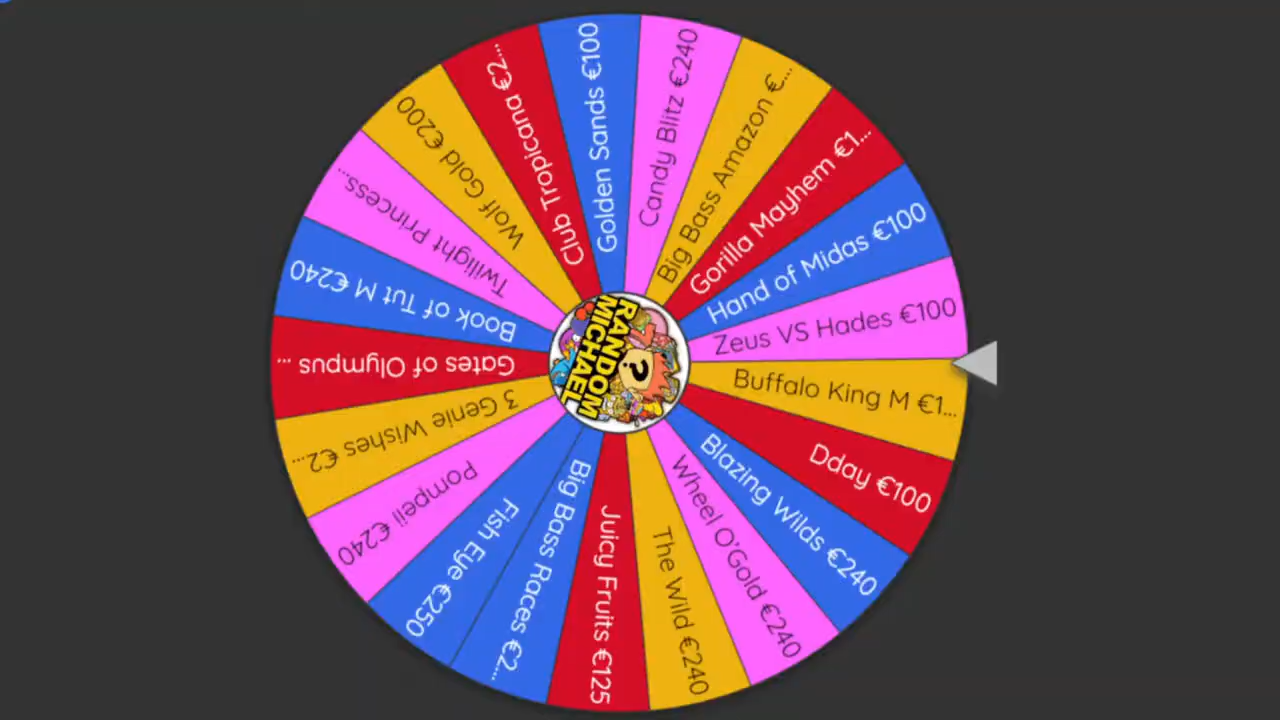 Golden Sands €100
Candy Blitz €240
Big Bass Amazon €...
Gorilla Mayhem €1...
Hand of Midas €100
Zeus VS Hades €100
Buffalo King M €1...
Dday €100
Blazing Wilds €240
Wheel O'Gold €240
The Wild €240
Juicy Fruits €125
Big Bass Races €2...
Fish Eye €250
Pompeii €240
3 Genie Wishes €2...
Gates of Olympus ...
Book of Tut M €240
Twilight Princess...
Wolf Gold €200
Club Tropicana €2...
RANDOM
MICHAEL
?